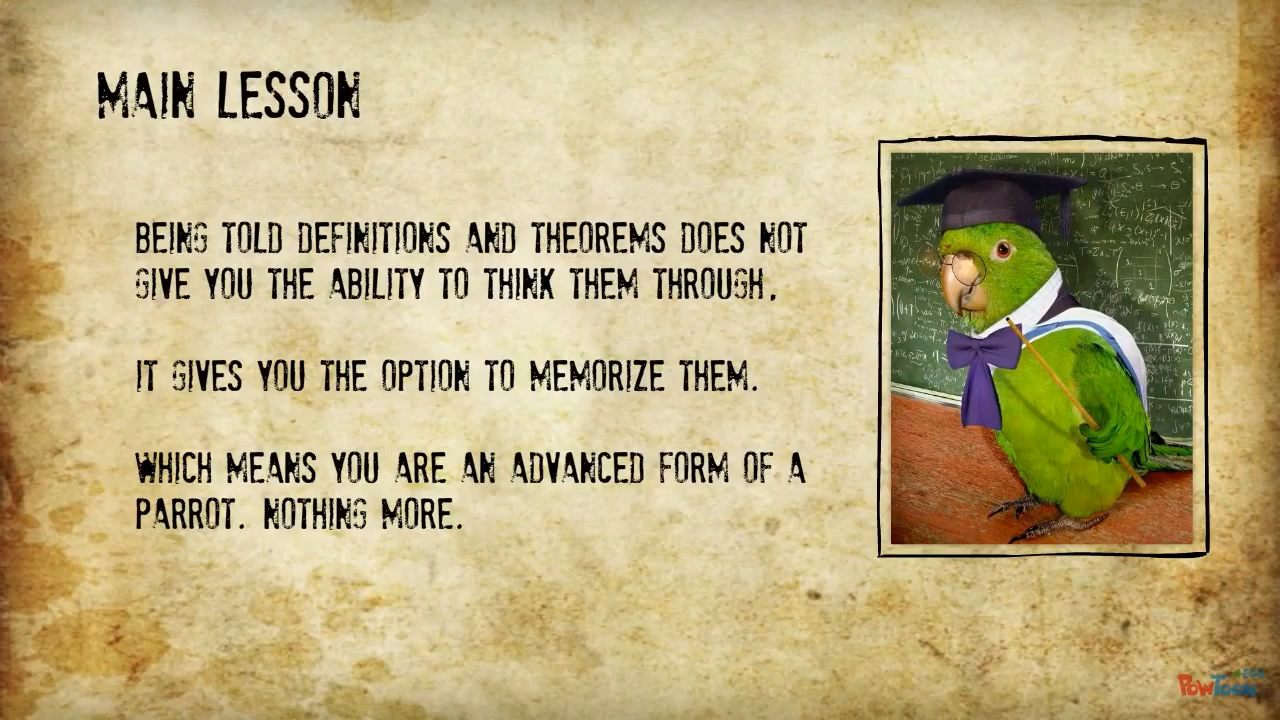 MAIN LESSON
BEING TOLD DEFINITIONS AND THEOREMS DOES NOT
GIVE YOU THE ABILITY TO THINK THEM THROUGH.
IT GIVES YOU THE OPTION TO MEMORIZE THEM.
WHICH MEANS YOU ARE AN ADVANCED FORM OF A
PARROT. NOTHING MORE.
POWTOON